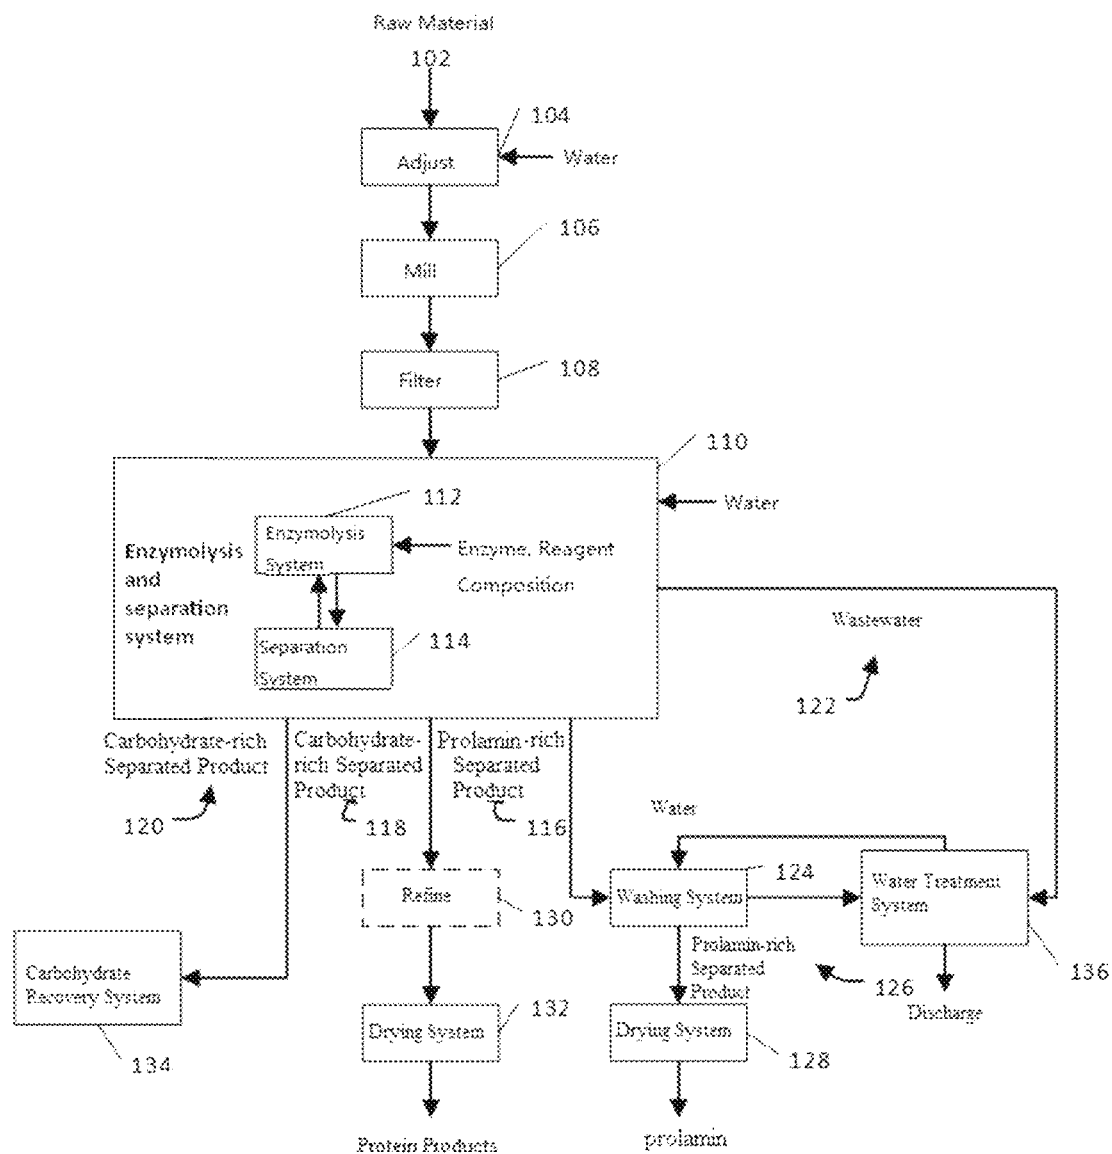 Raw Material
102
104
Adjust
Water
106
Mill
Filter
108
110
112
Water
Enzymolysis
System
Enzyme, Reagent
Composition
Enzymolysis
and
separation
system
Separation
System
114
Wastewater
122
Carbohydrate-rich
Separated Product
120
Carbohydrate-
rich Separated
Product
118
Prolamin-rich
Separated
Product
116
Water
124
Refine
130
Washing System
Water Treatment
System
136
Prolamin-rich
Separated
Product
126
Discharge
Carbohydrate
Recovery System
134
Drying System
132
Drying System
128
Protein Products
prolamin